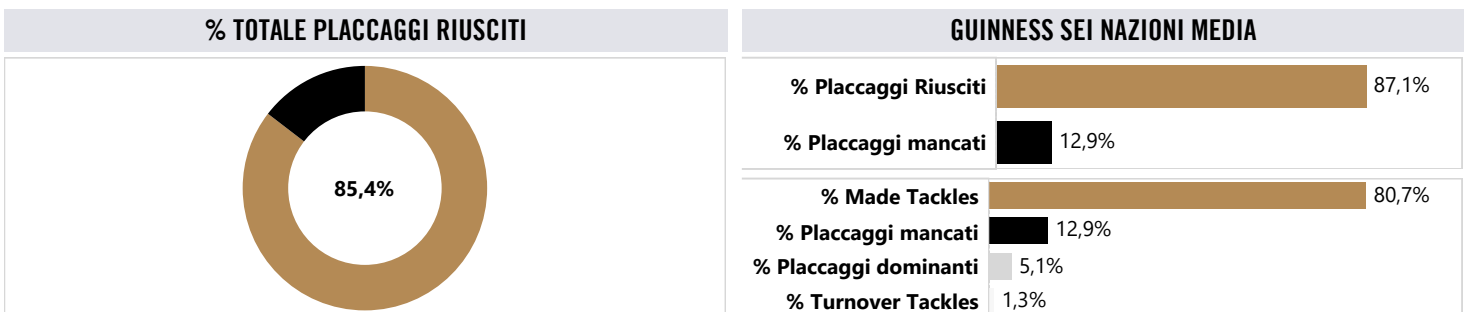 % TOTALE PLACCAGGI RIUSCITI
85,4%
GUINNESS SEI NAZIONI MEDIA
% Placcaggi Riusciti 87,1%
% Placcaggi mancati 12,9%
% Made Tackles 80,7%
% Placcaggi mancati 12,9%
% Placcaggi dominanti 5,1%
% Turnover Tackles 1,3%